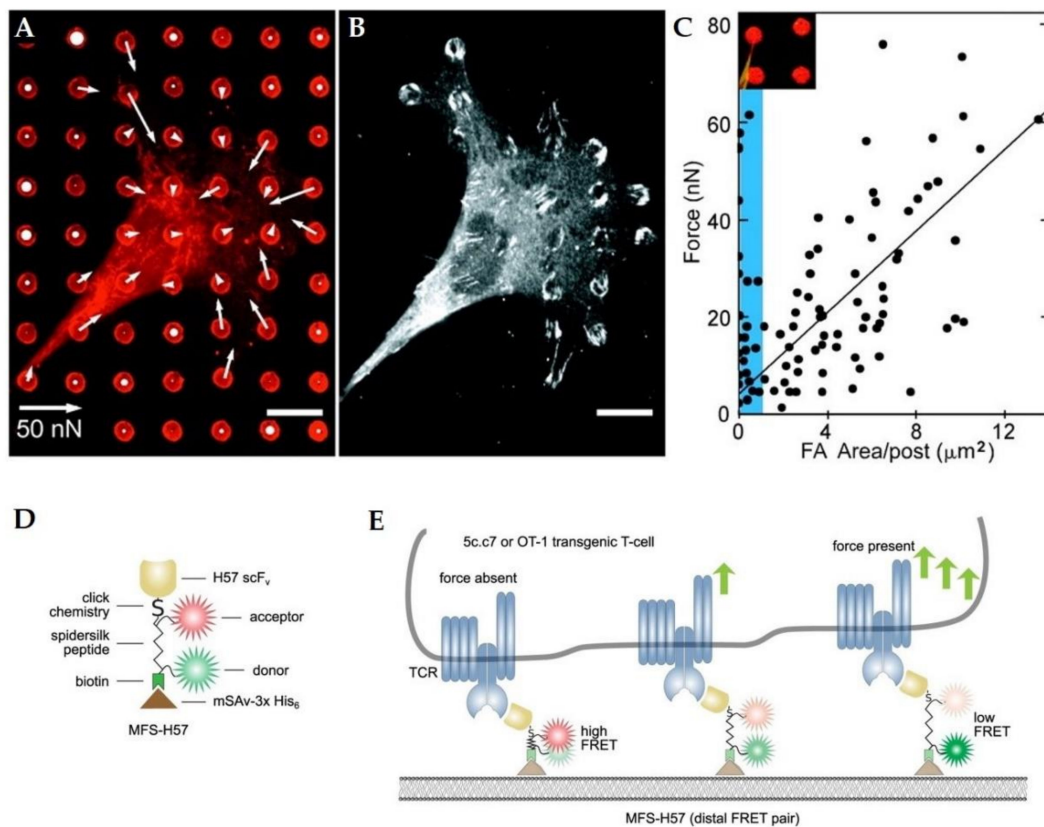 A
50 nN
B
C
80
60
40
20
0
Force (nN)
0 4 8 12
FA Area/post (μm²)
D
H57 scFᵥ
click
chemistry
S
acceptor
spidersilk
peptide
donor
biotin
mSAv-3x His₆
MFS-H57
E
5c.c7 or OT-1 transgenic T-cell
force absent
force present
TCR
S
high
FRET
S
S
low
FRET
MFS-H57 (distal FRET pair)